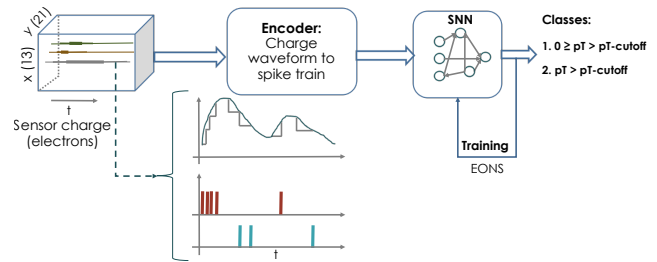 y (21)
x (13)
t
Sensor charge
(electrons)
Encoder:
Charge
waveform to
spike train
t
SNN
Training
EONS
Classes:
1. 0 ≥ pT > pT-cutoff
2. pT > pT-cutoff